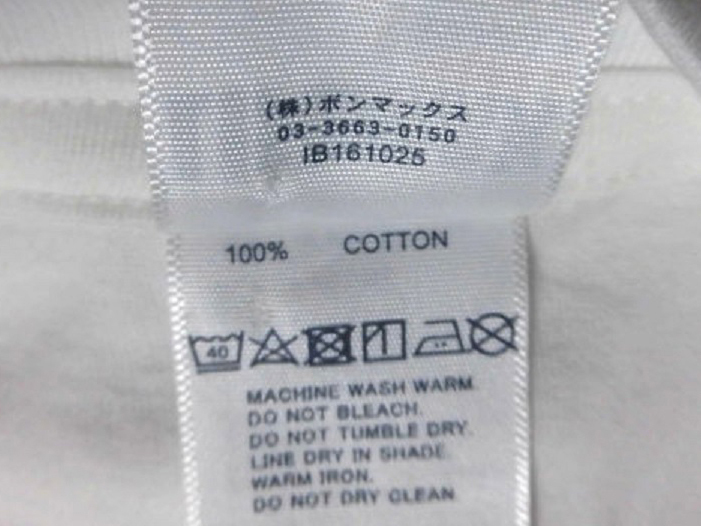 (株)ボンマックス
03-3663-0150
IB161025
100% COTTON
40
MACHINE WASH WARM.
DO NOT BLEACH.
DO NOT TUMBLE DRY.
LINE DRY IN SHADE.
WARM IRON.
DO NOT DRY CLEAN